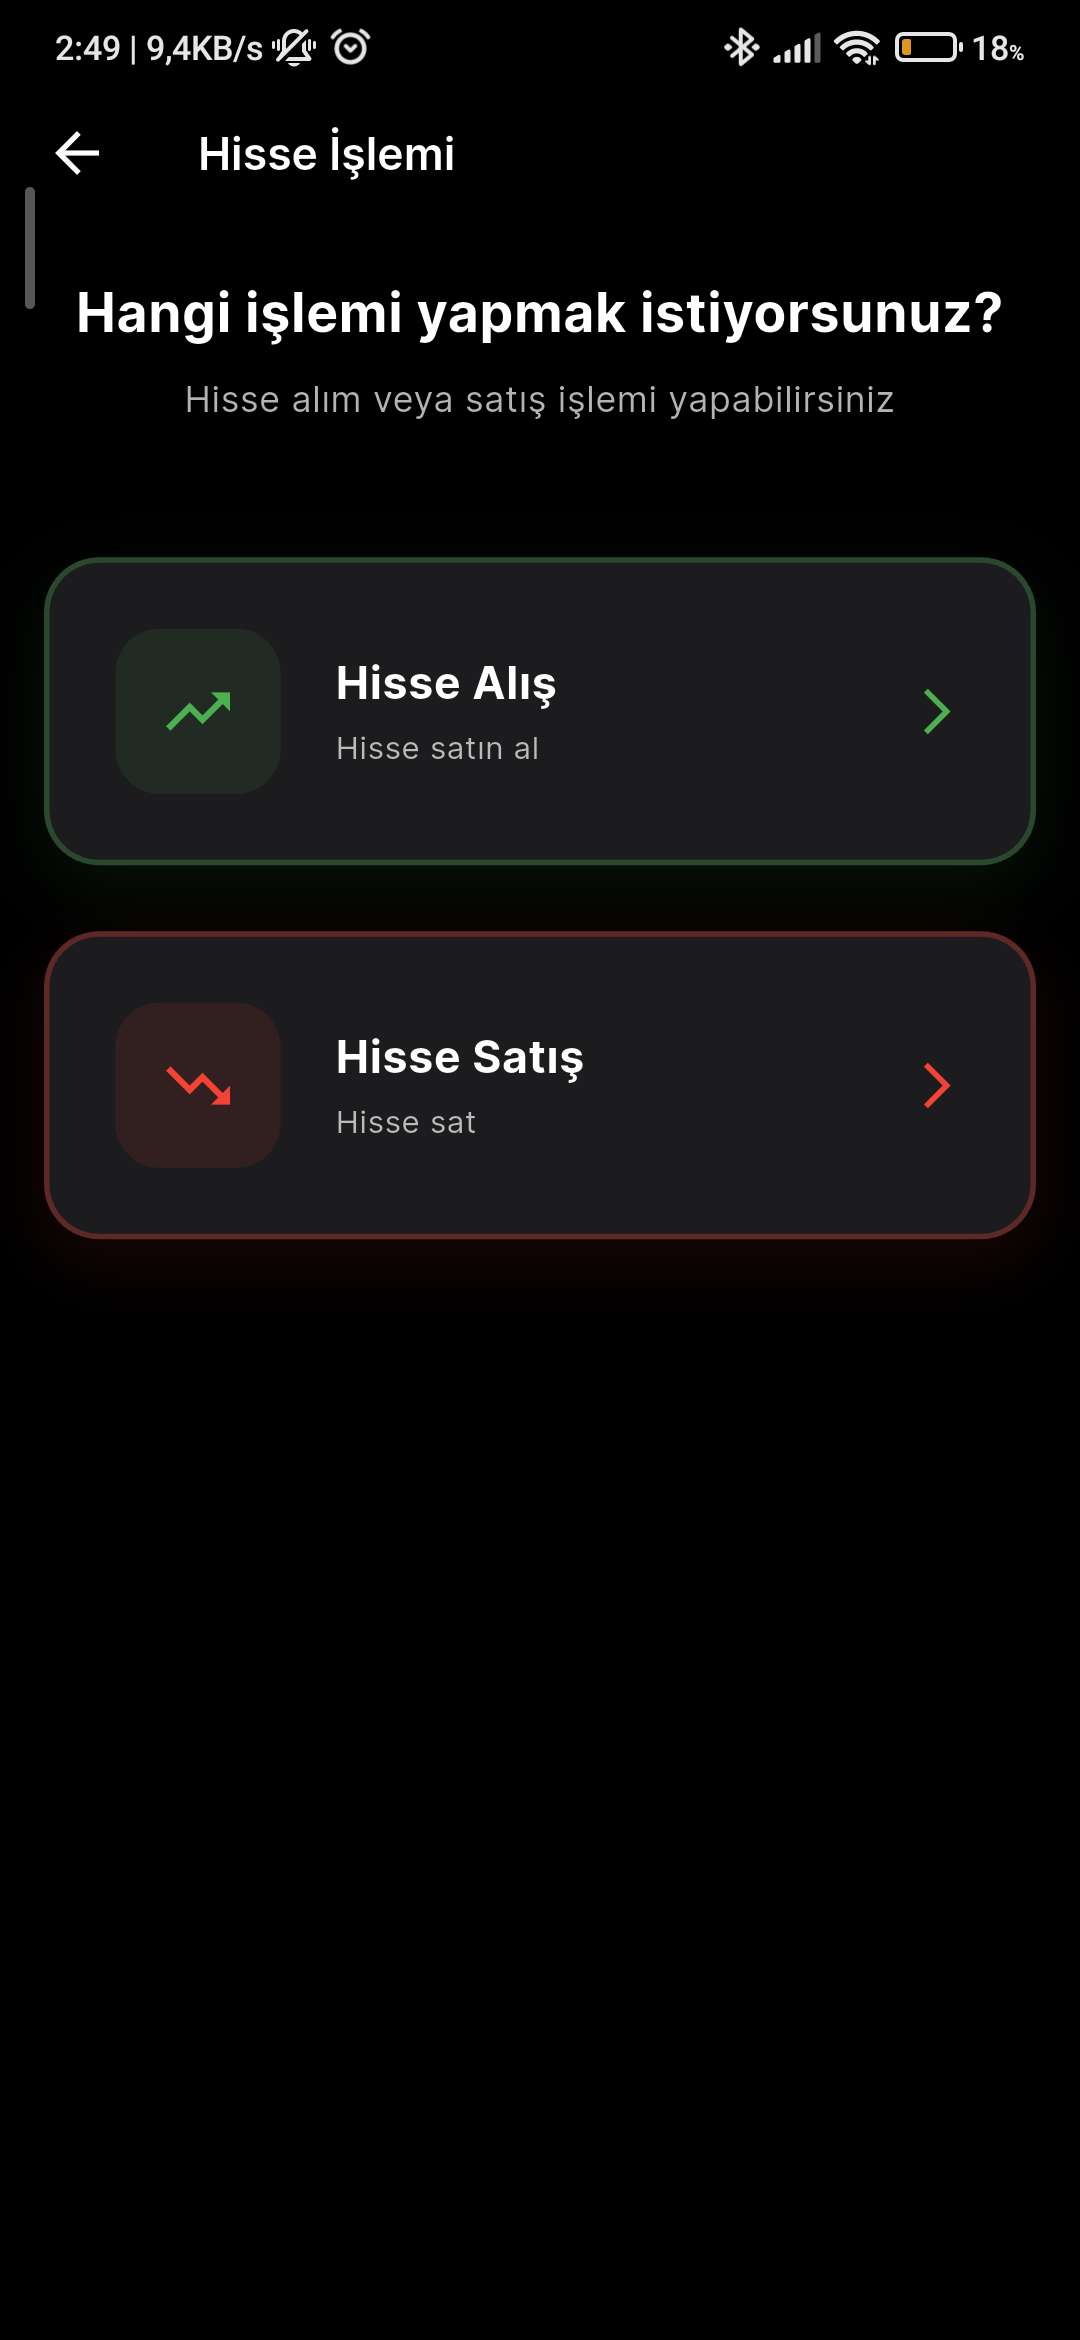 2:49 | 9,4KB/s 18%
Hisse İşlemi
Hangi işlemi yapmak istiyorsunuz?
Hisse alım veya satış işlemi yapabilirsiniz
Hisse Alış
Hisse satın al
Hisse Satış
Hisse sat